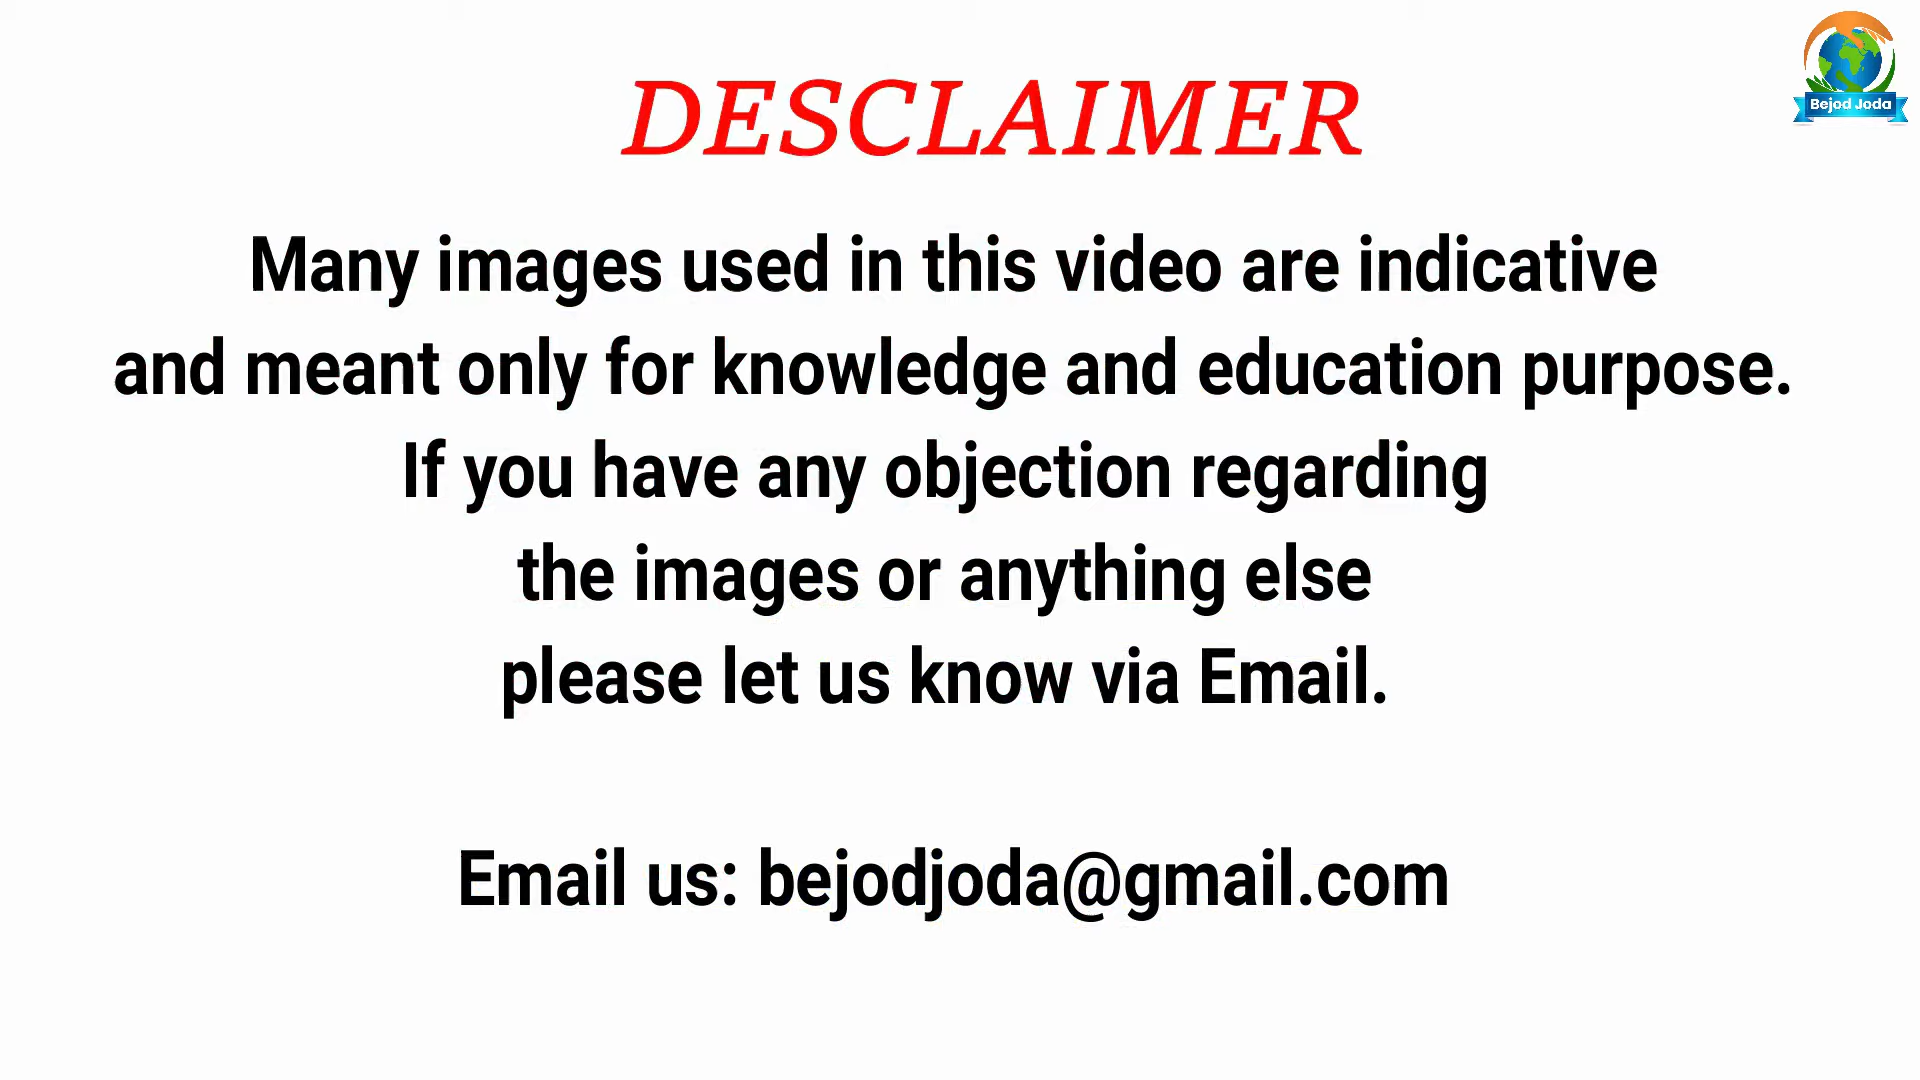 Bejod Joda
DESCLAIMER
Many images used in this video are indicative
and meant only for knowledge and education purpose.
If you have any objection regarding
the images or anything else
please let us know via Email.
Email us: bejodjoda@gmail.com